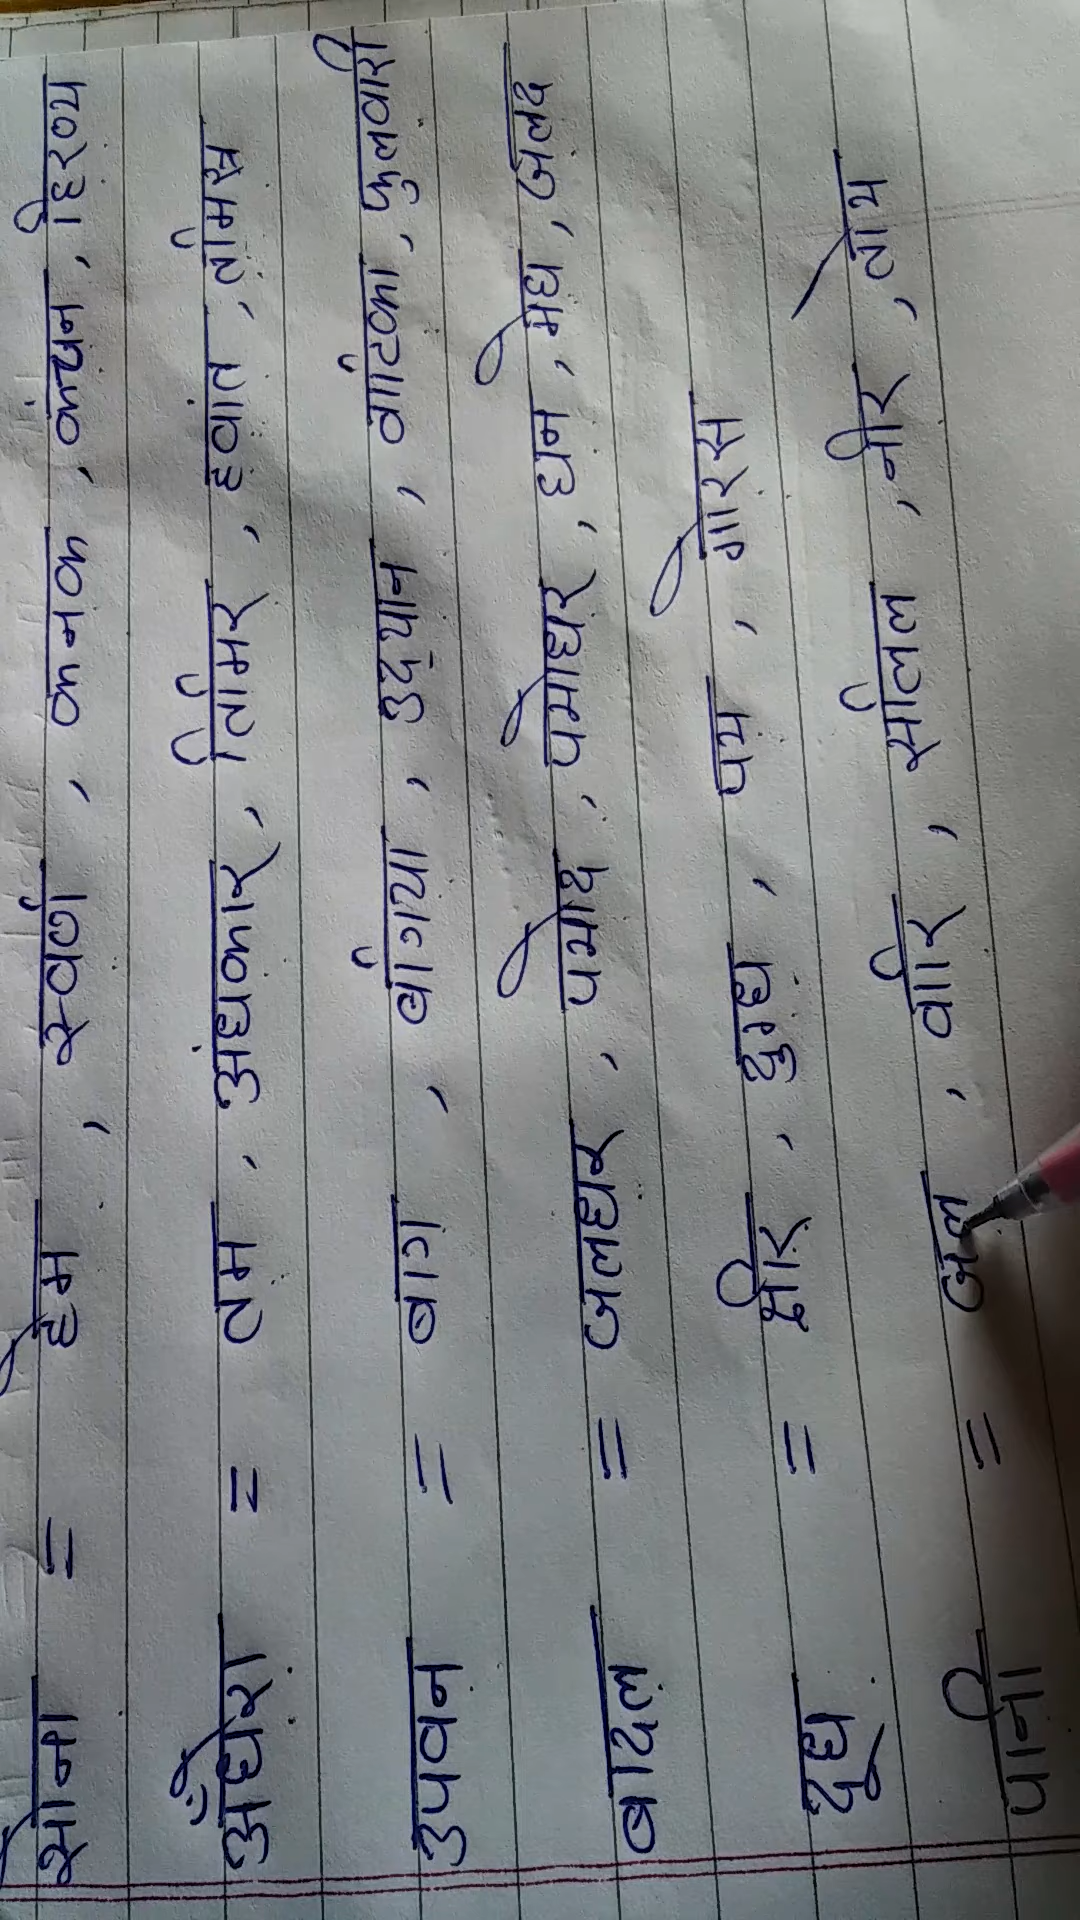 सोना = हेम , स्वर्ण , कनक , कंचन , हिरण्य
अँधेरा = तम , अंधकार , तिमिर , ध्वांत , तमिस्र
उपवन = बाग , बगिया , उद्यान , वाटिका , फुलवारी
बादल = जलधर , पयोद , पयोधर , घन , मेघ , जलद
दूध = क्षीर , दुग्ध , पय , गोरस
पानी = जल , वारि , सलिल , नीर , तोय